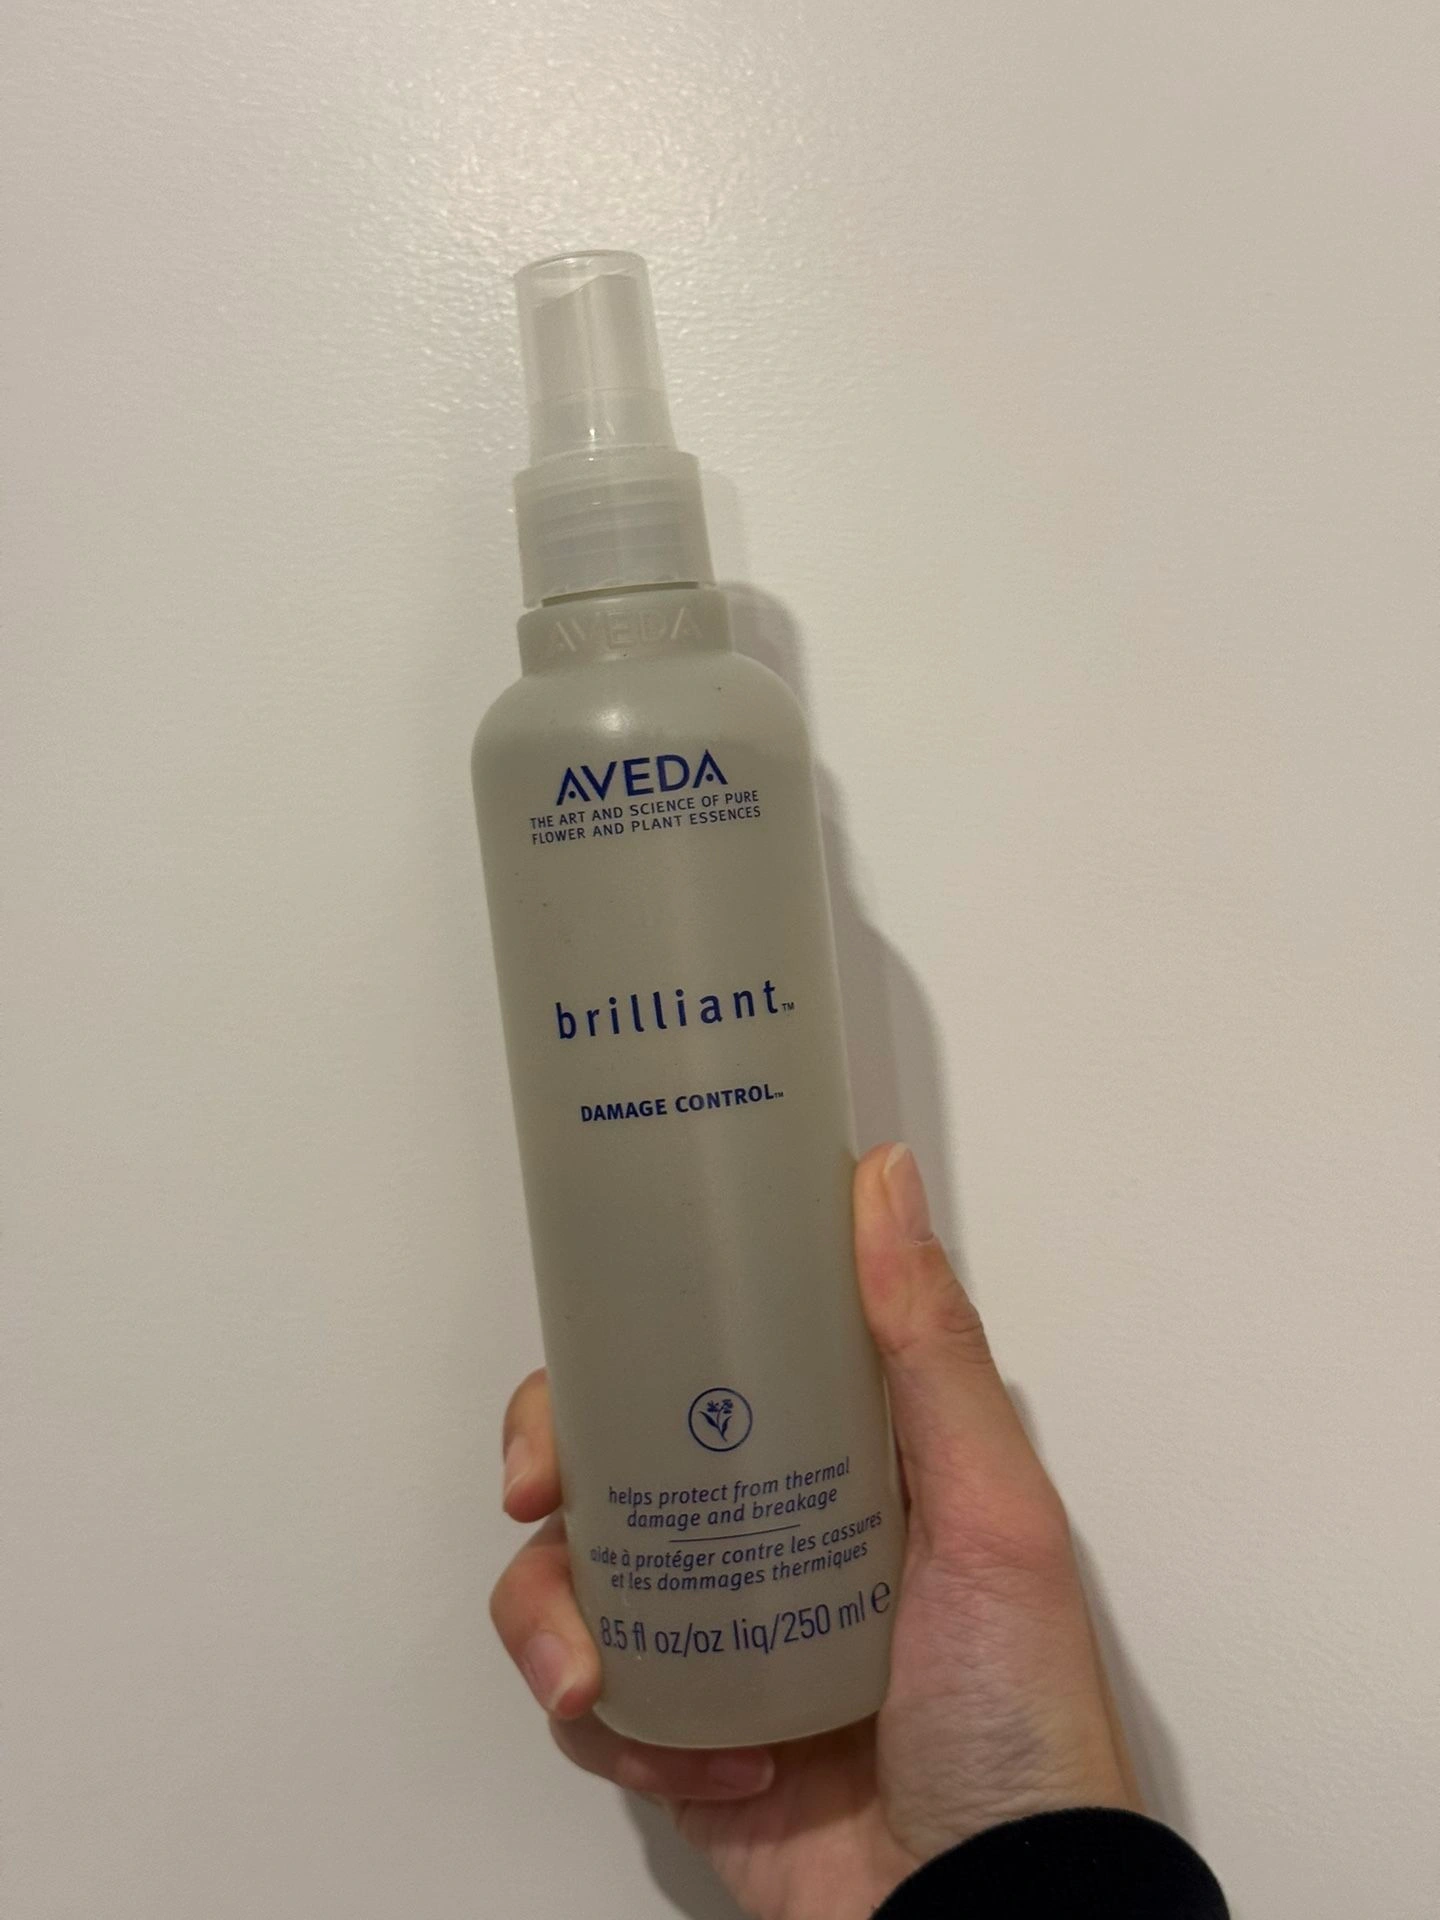 AVEDA
AVEDA
THE ART AND SCIENCE OF PURE
FLOWER AND PLANT ESSENCES
brilliant™
DAMAGE CONTROL™
helps protect from thermal
damage and breakage
aide à protéger contre les cassures
et les dommages thermiques
8.5 fl oz/oz liq/250 ml ℮